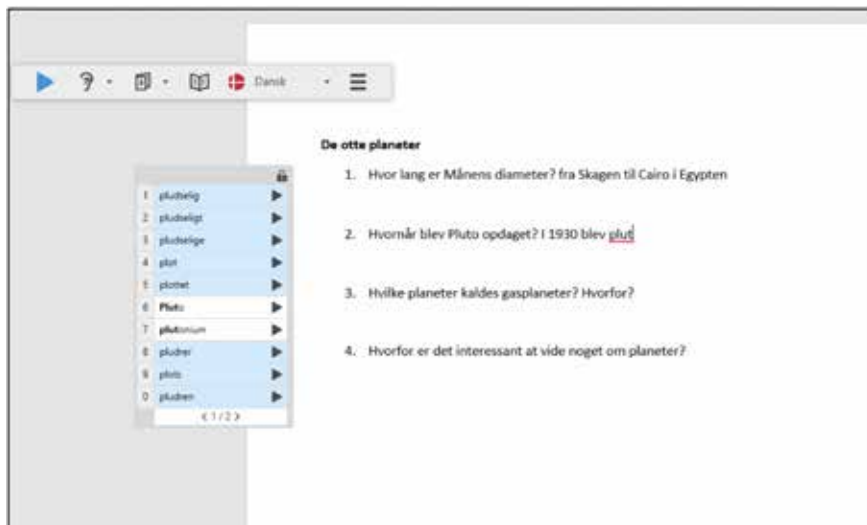 Dansk
De otte planeter
1. Hvor lang er Månens diameter? fra Skagen til Cairo i Egypten
2. Hvornår blev Pluto opdaget? I 1930 blev plut
3. Hvilke planeter kaldes gasplaneter? Hvorfor?
4. Hvorfor er det interessant at vide noget om planeter?
1 pludselig
2 pludseligt
3 pludselige
4 plot
5 plottet
6 Pluto
7 plutonium
8 pludrer
9
0 pludren
< 1 / 2 >